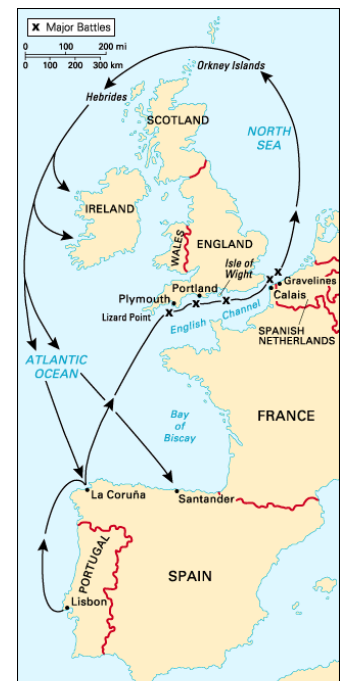 x Major Battles
0 100 200 mi
0 100 200 300 km
Orkney Islands
Hebrides
SCOTLAND
NORTH
SEA
IRELAND
WALES
ENGLAND
Isle of
Wight
Portland
Plymouth
Gravelines
Calais
Lizard Point
English Channel
SPANISH
NETHERLANDS
ATLANTIC
OCEAN
Bay
of
Biscay
FRANCE
La Coruña
Santander
PORTUGAL
SPAIN
Lisbon